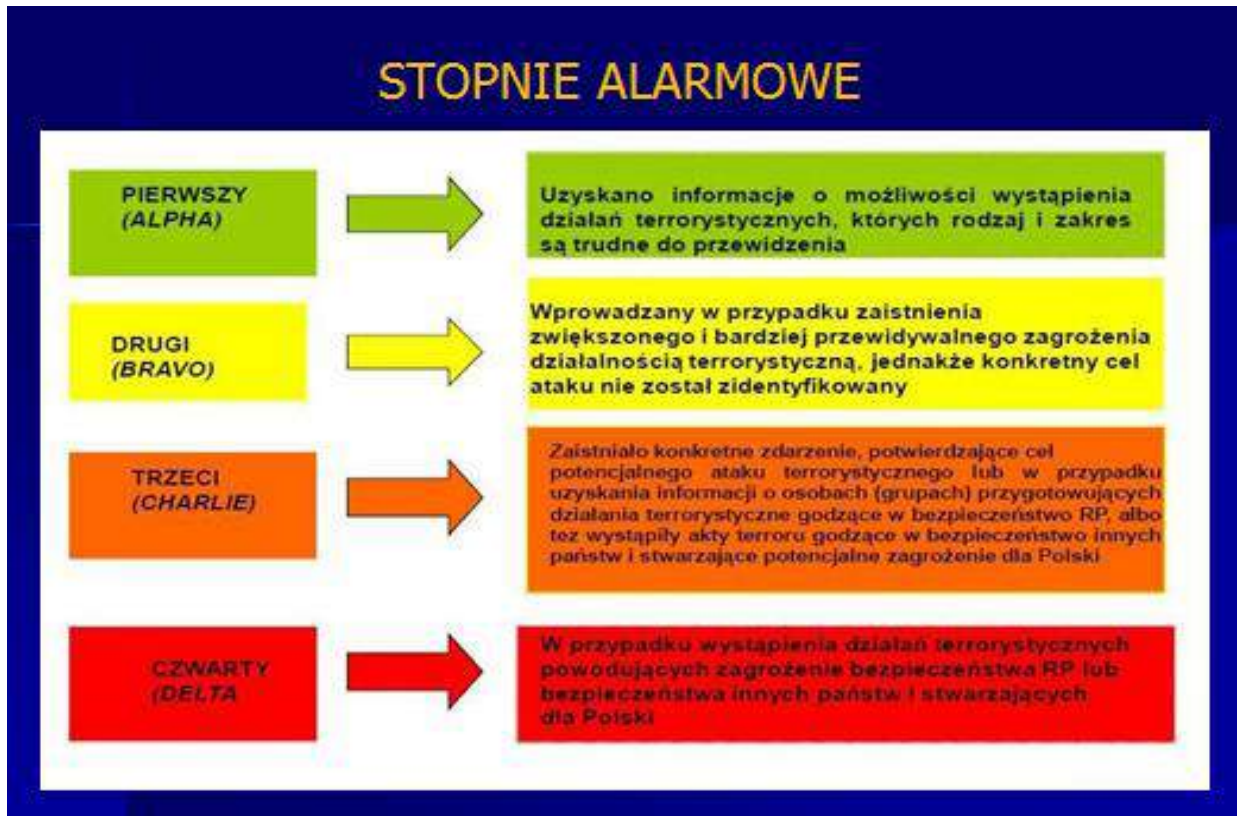 STOPNIE ALARMOWE
PIERWSZY
(ALPHA)
Uzyskano informacje o możliwości wystąpienia
działań terrorystycznych, których rodzaj i zakres
są trudne do przewidzenia
DRUGI
(BRAVO)
Wprowadzany w przypadku zaistnienia
zwiększonego i bardziej przewidywalnego zagrożenia
działalnością terrorystyczną, jednakże konkretny cel
ataku nie został zidentyfikowany
TRZECI
(CHARLIE)
Zaistniało konkretne zdarzenie, potwierdzające cel
potencjalnego ataku terrorystycznego lub w przypadku
uzyskania informacji o osobach (grupach) przygotowujących
działania terrorystyczne godzące w bezpieczeństwo RP, albo
też wystąpiły akty terroru godzące w bezpieczeństwo innych
państw i stwarzające potencjalne zagrożenie dla Polski
CZWARTY
(DELTA
W przypadku wystąpienia działań terrorystycznych
powodujących zagrożenie bezpieczeństwa RP lub
bezpieczeństwa innych państw i stwarzających
dla Polski